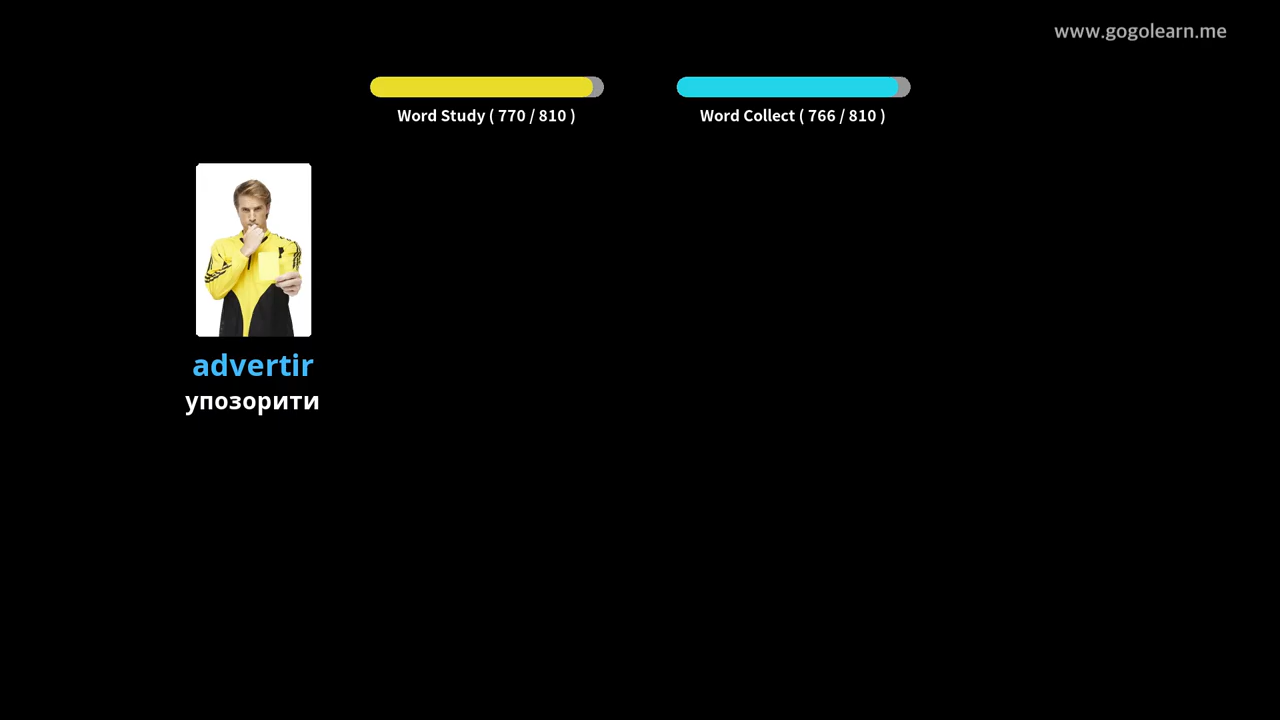 www.gogolearn.me
Word Study ( 770 / 810 )
Word Collect ( 766 / 810 )
advertir
упозорити